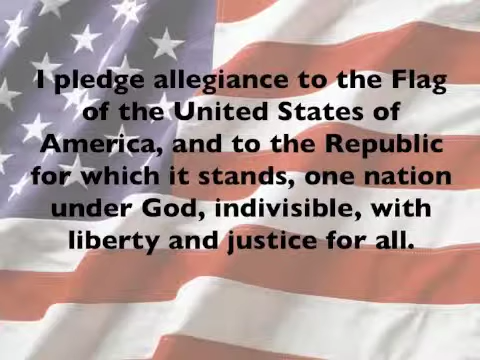 I pledge allegiance to the Flag
of the United States of
America, and to the Republic
for which it stands, one nation
under God, indivisible, with
liberty and justice for all.